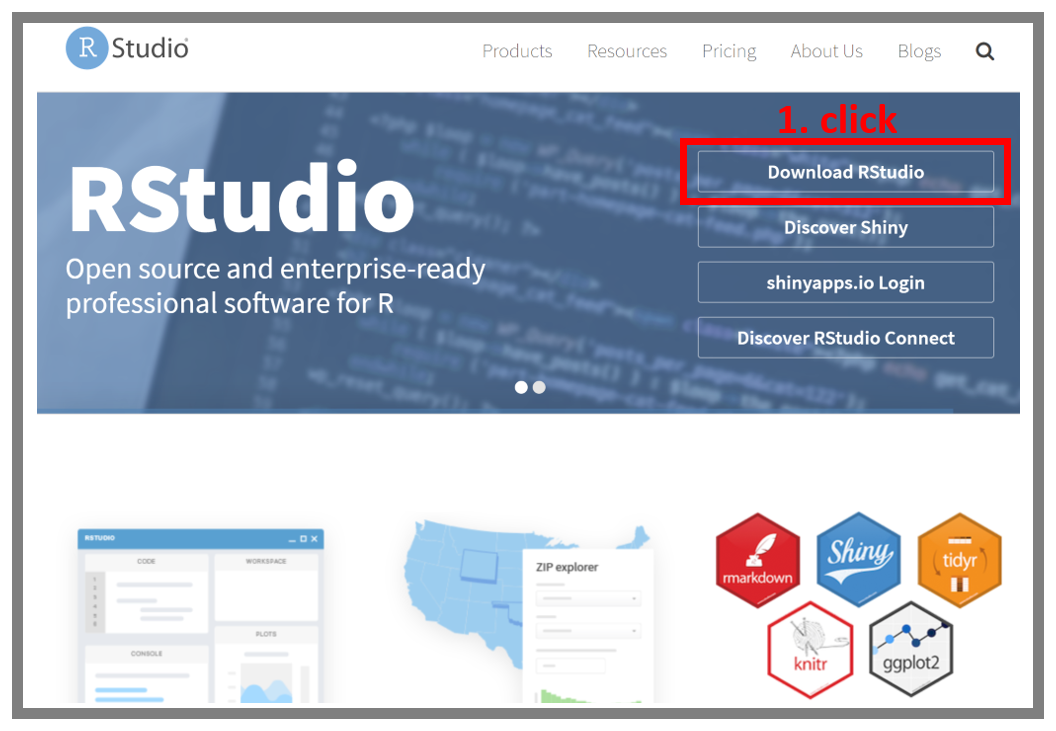 R Studio
Products Resources Pricing About Us Blogs
1. click
Download RStudio
RStudio
Discover Shiny
Open source and enterprise-ready
professional software for R
shinyapps.io Login
Discover RStudio Connect
RSTUDIO
CODE
WORKSPACE
PLOTS
CONSOLE
ZIP explorer
rmarkdown
Shiny
tidyr
knitr
ggplot2